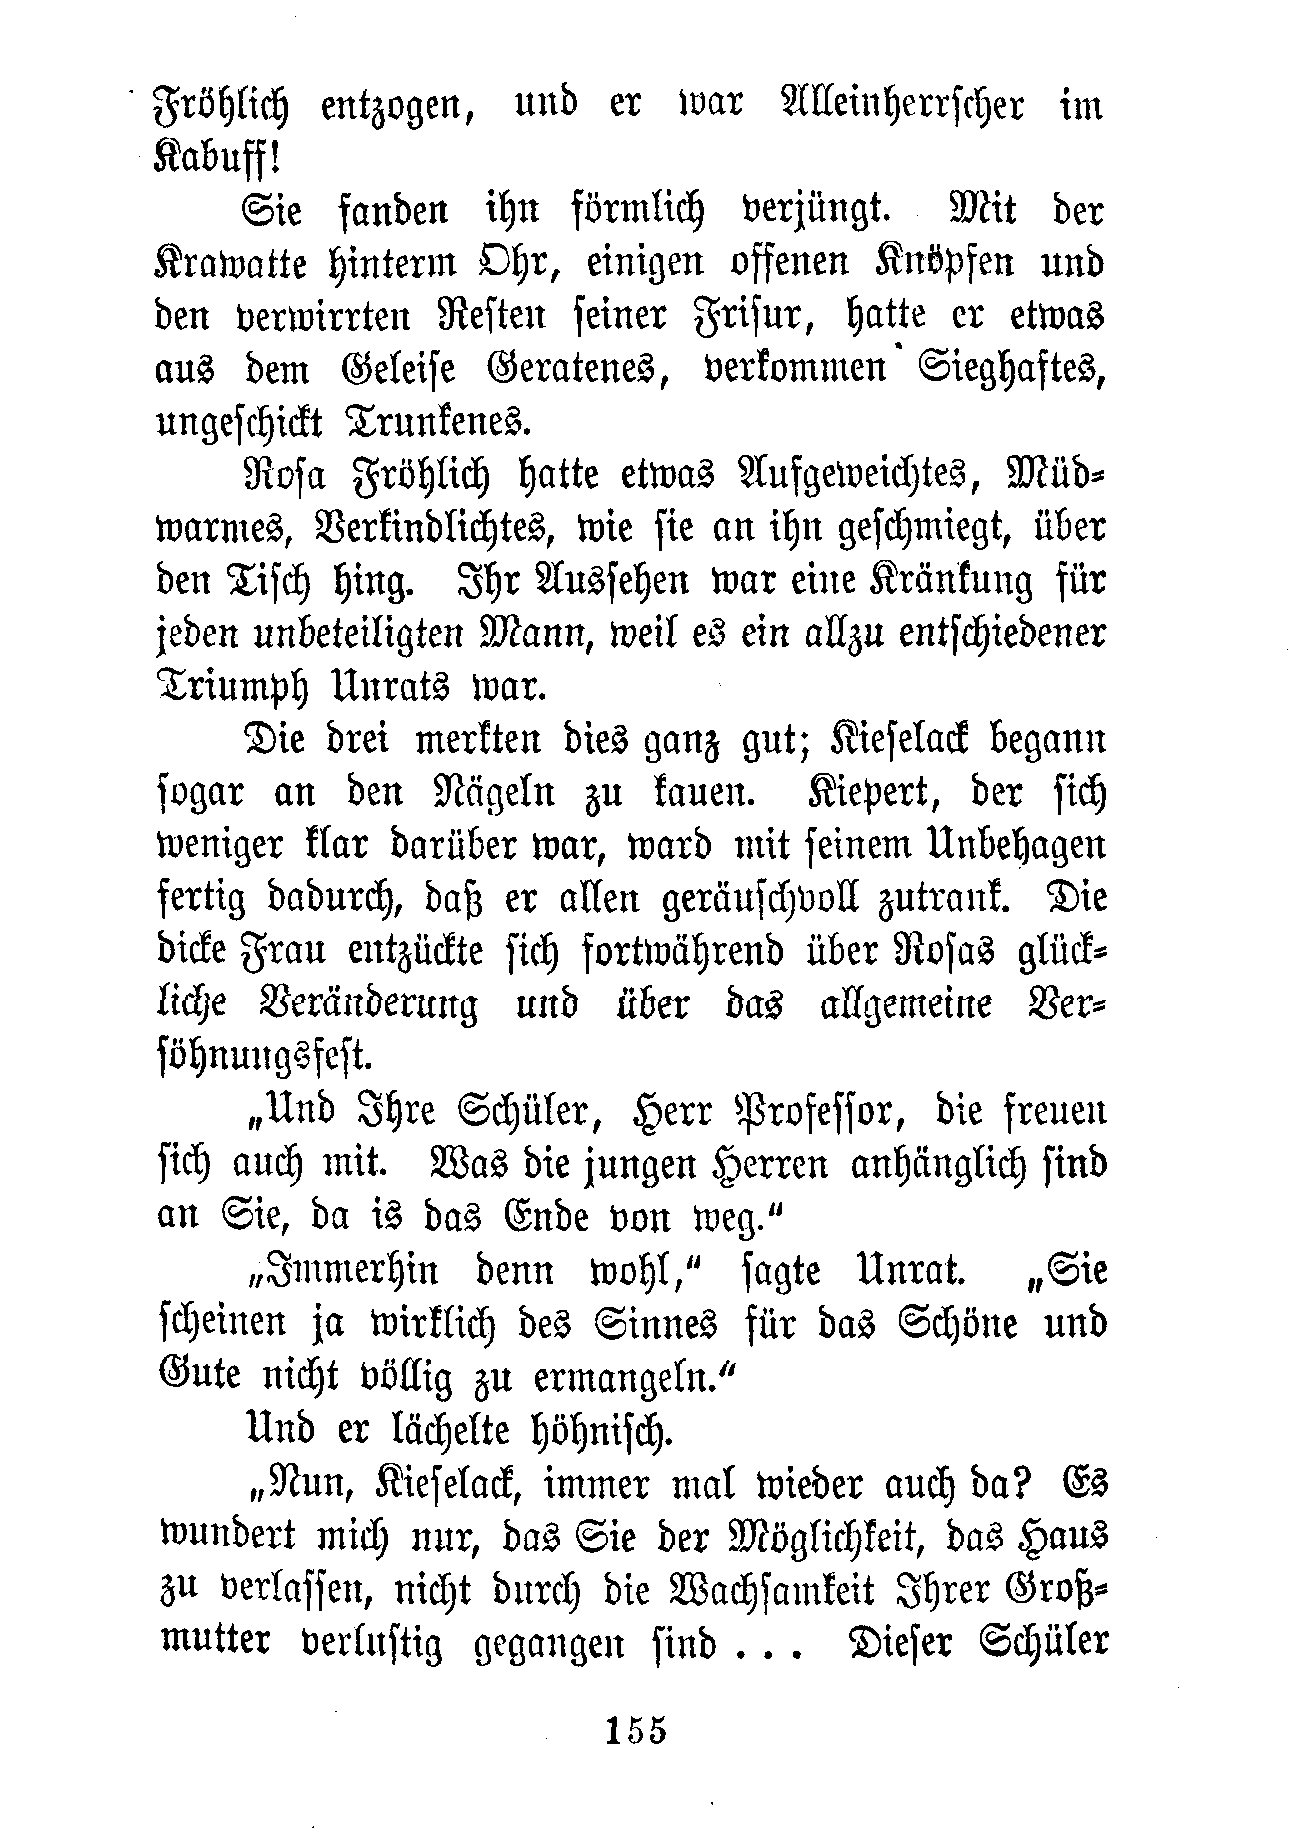 Fröhlich entzogen, und er war Alleinherrscher im
Kabuff!
Sie fanden ihn förmlich verjüngt. Mit der
Krawatte hinterm Ohr, einigen offenen Knöpfen und
den verwirrten Resten seiner Frisur, hatte er etwas
aus dem Geleise Geratenes, verkommen Sieghaftes,
ungeschickt Trunkenes.
Rosa Fröhlich hatte etwas Aufgeweichtes, Müd-
warmes, Verkindlichtes, wie sie an ihn geschmiegt, über
den Tisch hing. Ihr Aussehen war eine Kränkung für
jeden unbeteiligten Mann, weil es ein allzu entschiedener
Triumph Unrats war.
Die drei merkten dies ganz gut; Kieselack begann
sogar an den Nägeln zu kauen. Kiepert, der sich
weniger klar darüber war, ward mit seinem Unbehagen
fertig dadurch, daß er allen geräuschvoll zutrank. Die
dicke Frau entzückte sich fortwährend über Rosas glück-
liche Veränderung und über das allgemeine Ver-
söhnungsfest.
„Und Ihre Schüler, Herr Professor, die freuen
sich auch mit. Was die jungen Herren anhänglich sind
an Sie, da is das Ende von weg.“
„Immerhin denn wohl,“ sagte Unrat. „Sie
scheinen ja wirklich des Sinnes für das Schöne und
Gute nicht völlig zu ermangeln.“
Und er lächelte höhnisch.
„Nun, Kieselack, immer mal wieder auch da? Es
wundert mich nur, das Sie der Möglichkeit, das Haus
zu verlassen, nicht durch die Wachsamkeit Ihrer Groß-
mutter verlustig gegangen sind . . . Dieser Schüler
155